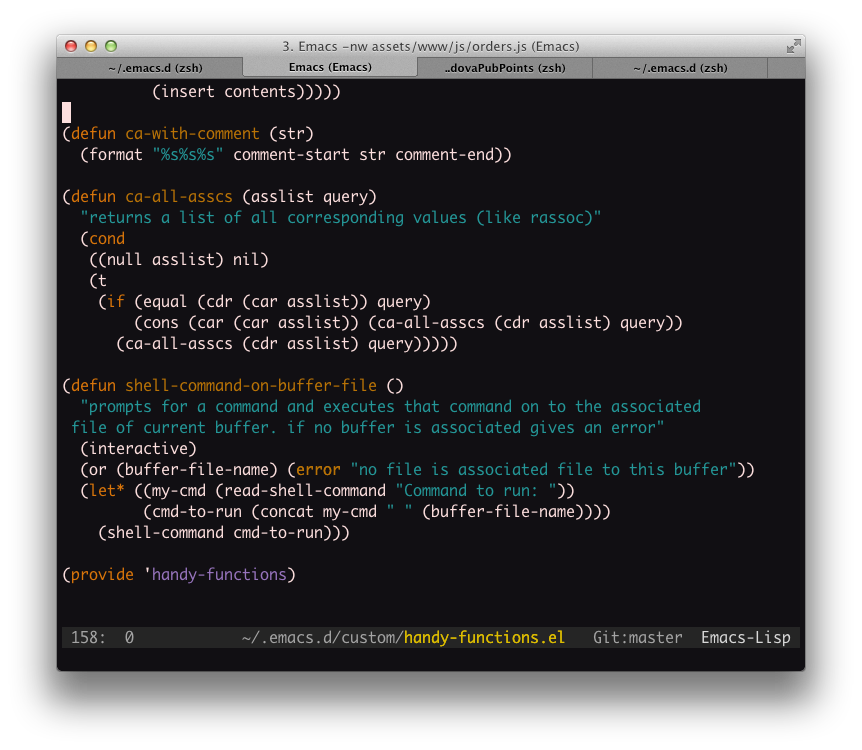 3. Emacs -nw assets/www/js/orders.js (Emacs)
~/.emacs.d (zsh) Emacs (Emacs) ..dovaPubPoints (zsh) ~/.emacs.d (zsh)
(insert contents)))))
(defun ca-with-comment (str)
(format "%s%s%s" comment-start str comment-end))
(defun ca-all-asscs (asslist query)
"returns a list of all corresponding values (like rassoc)"
(cond
((null asslist) nil)
(t
(if (equal (cdr (car asslist)) query)
(cons (car (car asslist)) (ca-all-asscs (cdr asslist) query))
(ca-all-asscs (cdr asslist) query)))))
(defun shell-command-on-buffer-file ()
"prompts for a command and executes that command on to the associated
file of current buffer. if no buffer is associated gives an error"
(interactive)
(or (buffer-file-name) (error "no file is associated file to this buffer"))
(let* ((my-cmd (read-shell-command "Command to run: "))
(cmd-to-run (concat my-cmd " " (buffer-file-name))))
(shell-command cmd-to-run)))
(provide 'handy-functions)
158: 0 ~/.emacs.d/custom/handy-functions.el Git:master Emacs-Lisp